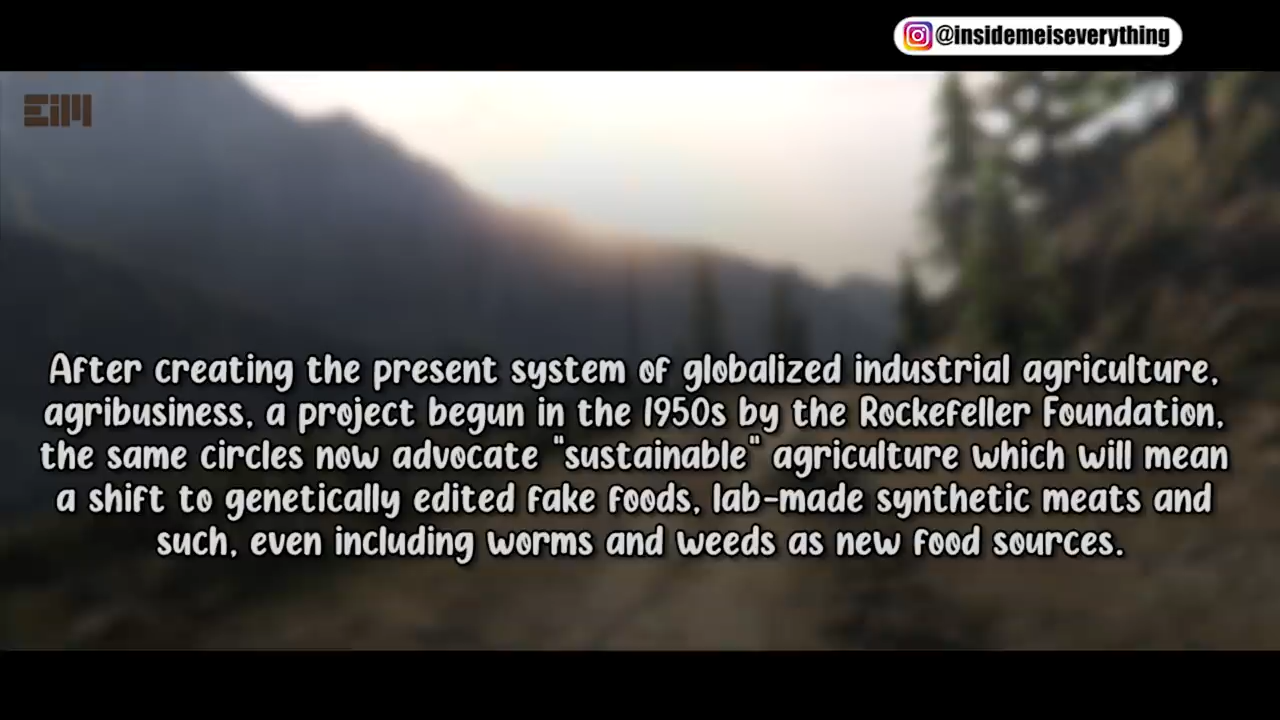 @insidemeiseverything
EiM
After creating the present system of globalized industrial agriculture,
agribusiness, a project begun in the 1950s by the Rockefeller Foundation,
the same circles now advocate "sustainable" agriculture which will mean
a shift to genetically edited fake foods, lab-made synthetic meats and
such, even including worms and weeds as new food sources.